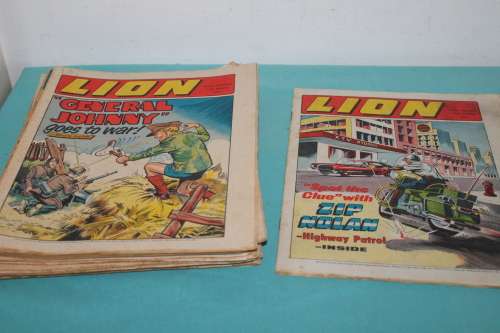 LION
"GENERAL
JOHNNY"
goes to war!
LION
"Spot the
Clue" with
ZIP
NOLAN
—Highway Patrol
—INSIDE